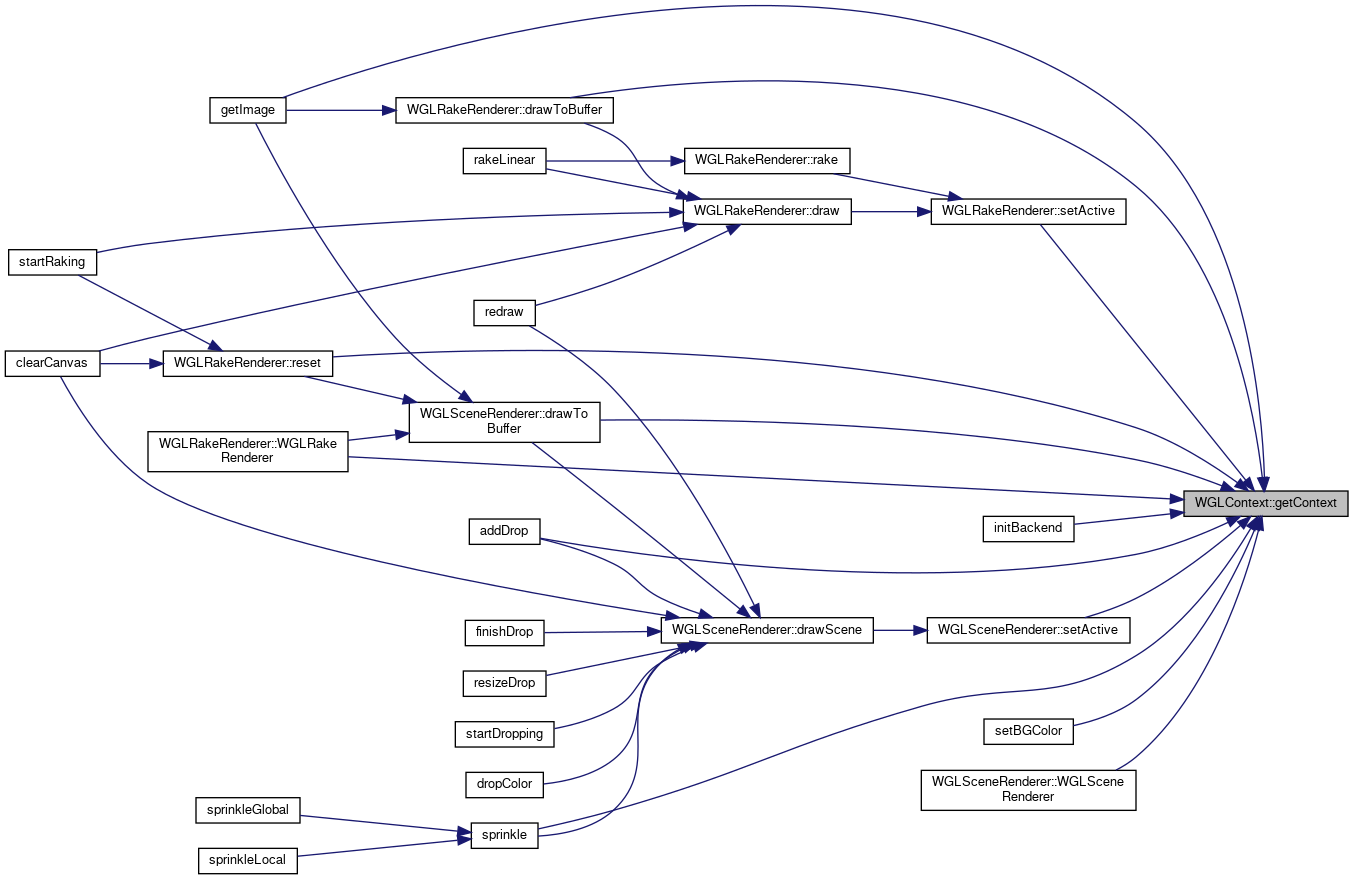 getImage
WGLRakeRenderer::drawToBuffer
rakeLinear
WGLRakeRenderer::rake
WGLRakeRenderer::draw
WGLRakeRenderer::setActive
startRaking
redraw
clearCanvas
WGLRakeRenderer::reset
WGLSceneRenderer::drawTo
Buffer
WGLRakeRenderer::WGLRake
Renderer
WGLContext::getContext
initBackend
addDrop
finishDrop
WGLSceneRenderer::drawScene
WGLSceneRenderer::setActive
resizeDrop
startDropping
setBGColor
dropColor
WGLSceneRenderer::WGLScene
Renderer
sprinkleGlobal
sprinkle
sprinkleLocal